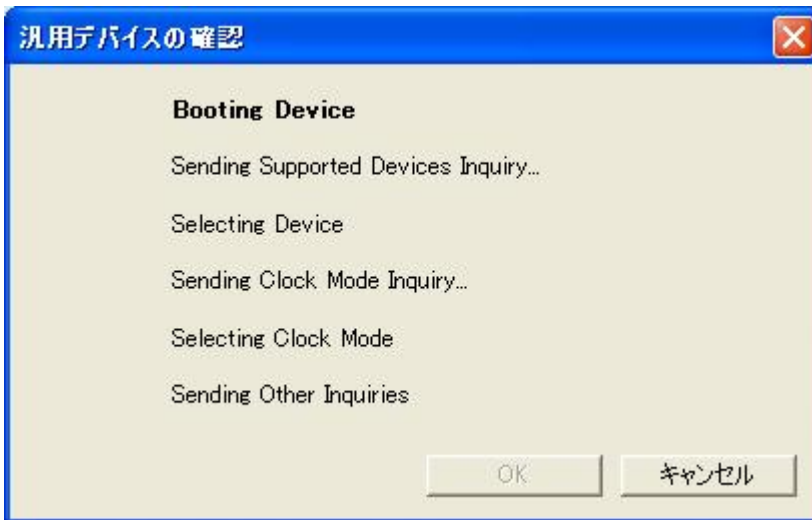 汎用デバイスの確認
Booting Device
Sending Supported Devices Inquiry...
Selecting Device
Sending Clock Mode Inquiry...
Selecting Clock Mode
Sending Other Inquiries
OK キャンセル